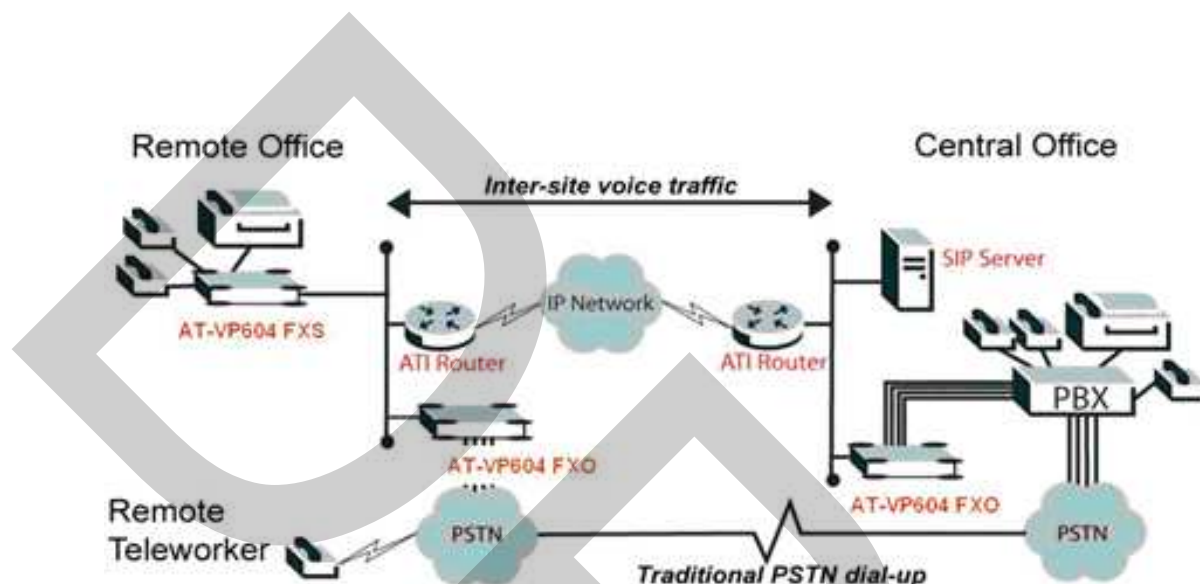 Remote Office
Central Office
Inter-site voice traffic
SIP Server
IP Network
AT-VP604 FXS
ATI Router
ATI Router
PBX
AT-VP604 FXO
AT-VP604 FXO
Remote
Teleworker
PSTN
PSTN
Traditional PSTN dial-up